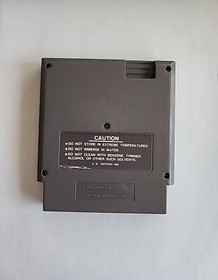 CAUTION
●DO NOT STORE IN EXTREME TEMPERATURES.
●DO NOT IMMERSE IN WATER.
●DO NOT CLEAN WITH BENZENE, THINNER,
ALCOHOL OR OTHER SUCH SOLVENTS.